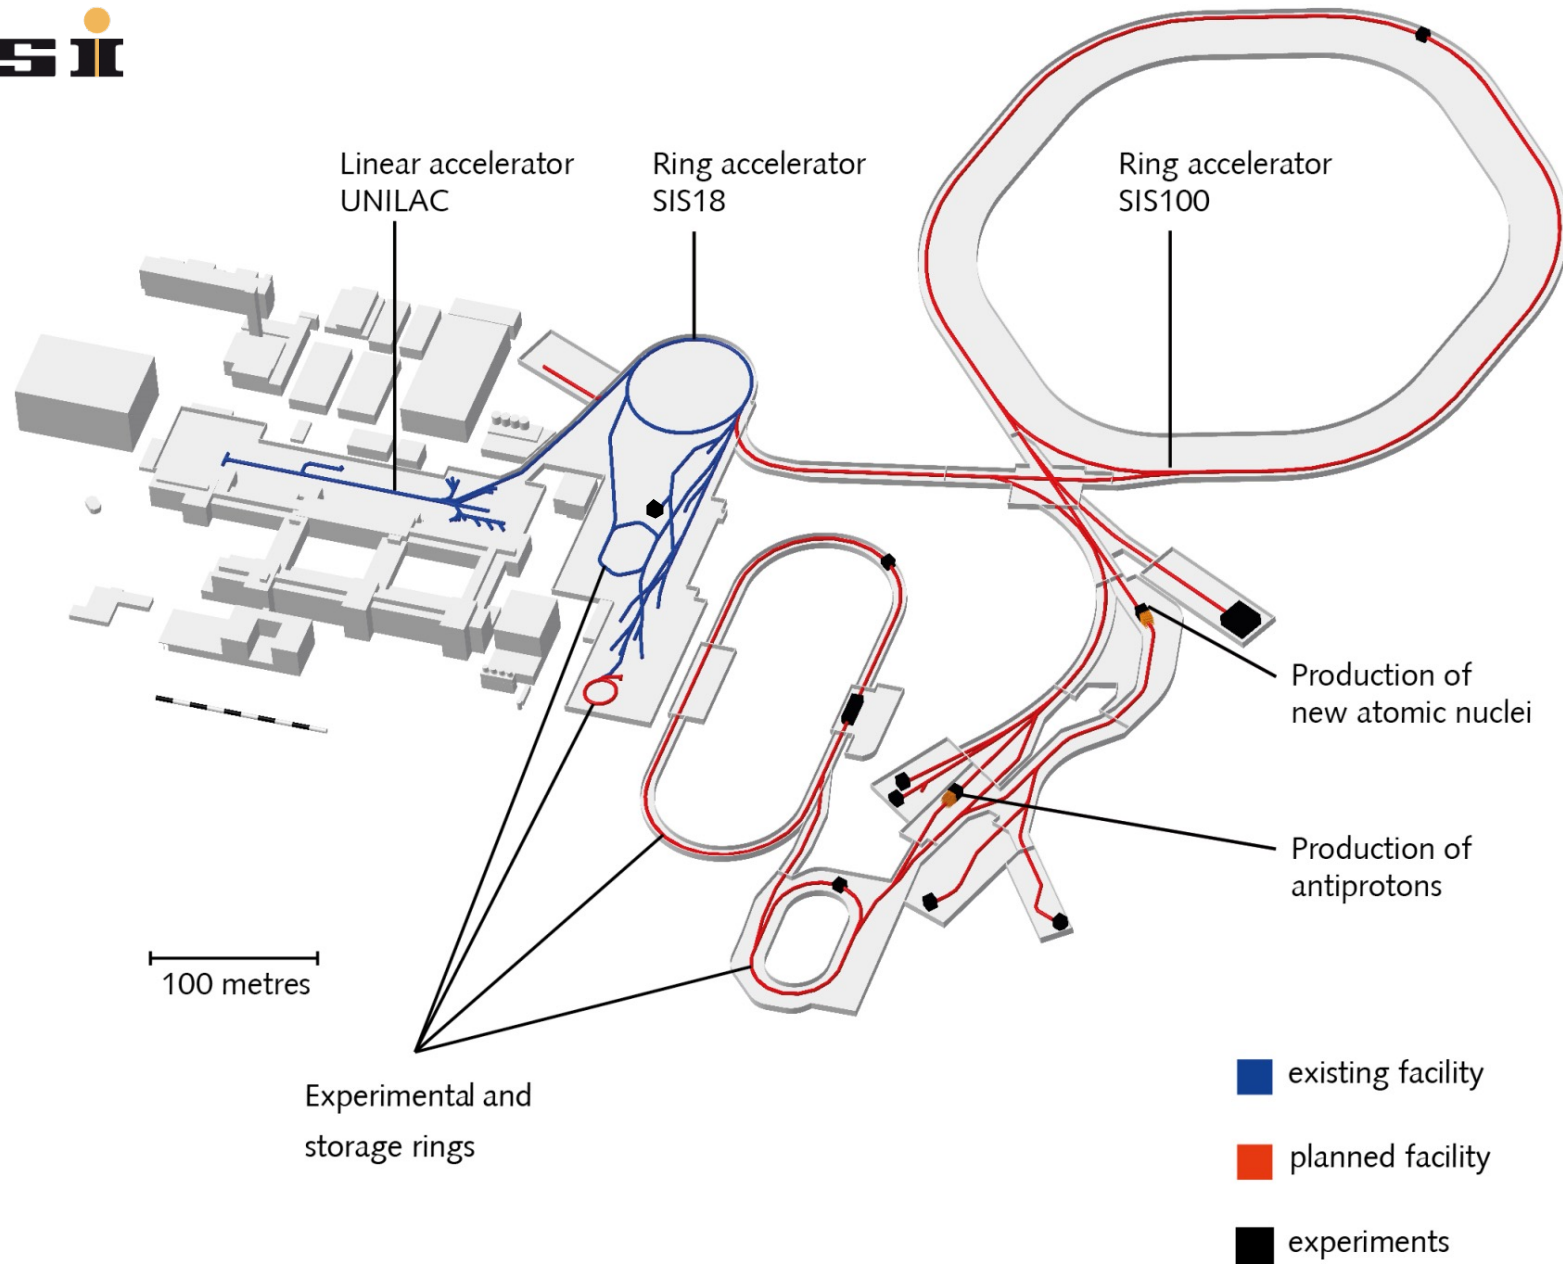 SI
Linear accelerator
UNILAC
Ring accelerator
SIS18
Ring accelerator
SIS100
Production of
new atomic nuclei
Production of
antiprotons
100 metres
Experimental and
storage rings
existing facility
planned facility
experiments